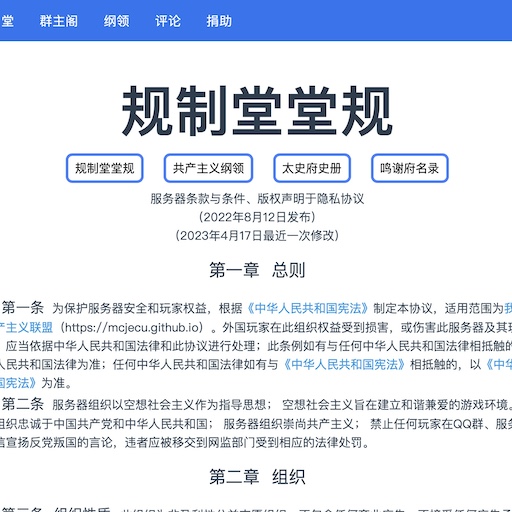 堂 群主阁 纲领 评论 捐助
规制堂堂规
规制堂堂规 共产主义纲领 太史府史册 鸣谢府名录
服务器条款与条件、版权声明于隐私协议
(2022年8月12日发布)
(2023年4月17日最近一次修改)
第一章 总则
第一条 为保护服务器安全和玩家权益，根据《中华人民共和国宪法》制定本协议，适用范围为我
产主义联盟（https://mcjecu.github.io）。外国玩家在此组织权益受到损害，或伤害此服务器及其玩
，应当依据中华人民共和国法律和此协议进行处理；此条例如有与任何中华人民共和国法律相抵触的
人民共和国法律为准；任何中华人民共和国法律如有与《中华人民共和国宪法》相抵触的，以《中华
国宪法》为准。
第二条 服务器组织以空想社会主义作为指导思想； 空想社会主义旨在建立和谐兼爱的游戏环境。
组织忠诚于中国共产党和中华人民共和国； 服务器组织崇尚共产主义； 禁止任何玩家在QQ群、服务
言宣扬反党叛国的言论，违者应被移交到网监部门受到相应的法律处罚。
第二章 组织